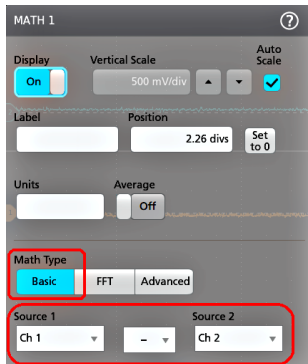 MATH 1 ?
Auto
Display Vertical Scale Scale
On 500 mV/div
Label Position
2.26 divs Set
to 0
Units Average
Off
Math Type
Basic FFT Advanced
Source 1 Source 2
Ch 1 - Ch 2